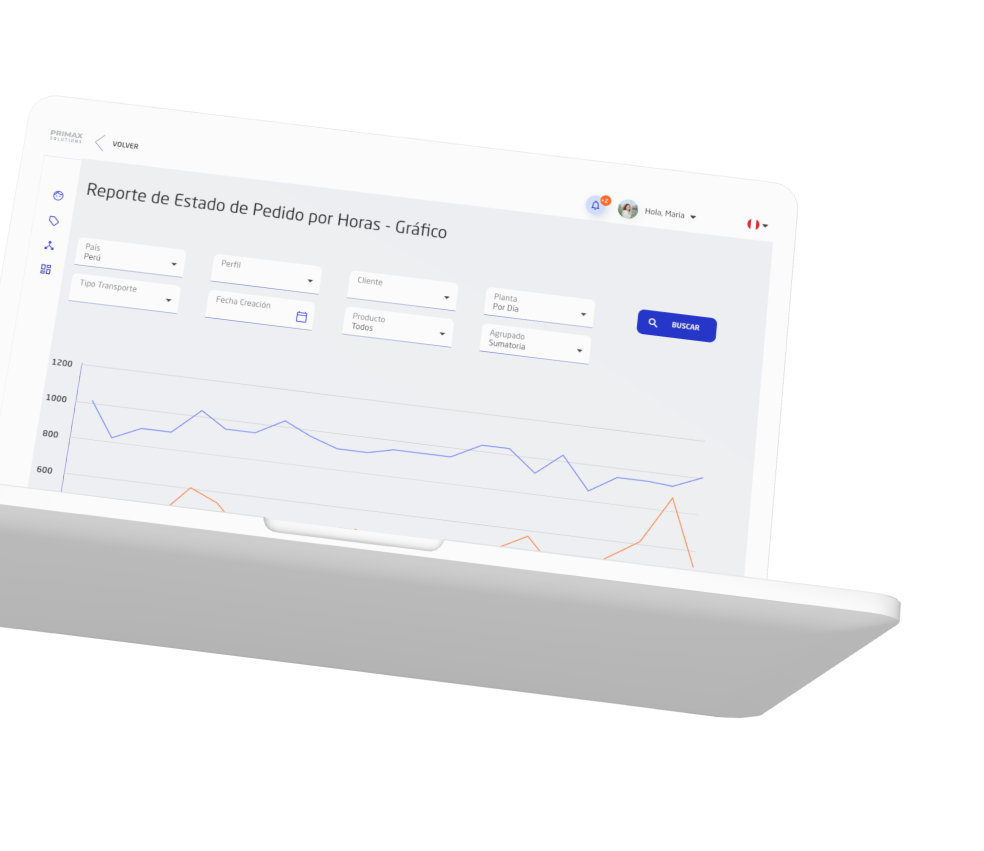 PRIMAX
SOLUTIONS
VOLVER
+2
Hola, Maria
Reporte de Estado de Pedido por Horas - Gráfico
País
Perú
Perfil
Cliente
Planta
Por Día
Tipo Transporte
Fecha Creación
Producto
Todos
Agrupado
Sumatoria
BUSCAR
1200
1000
800
600